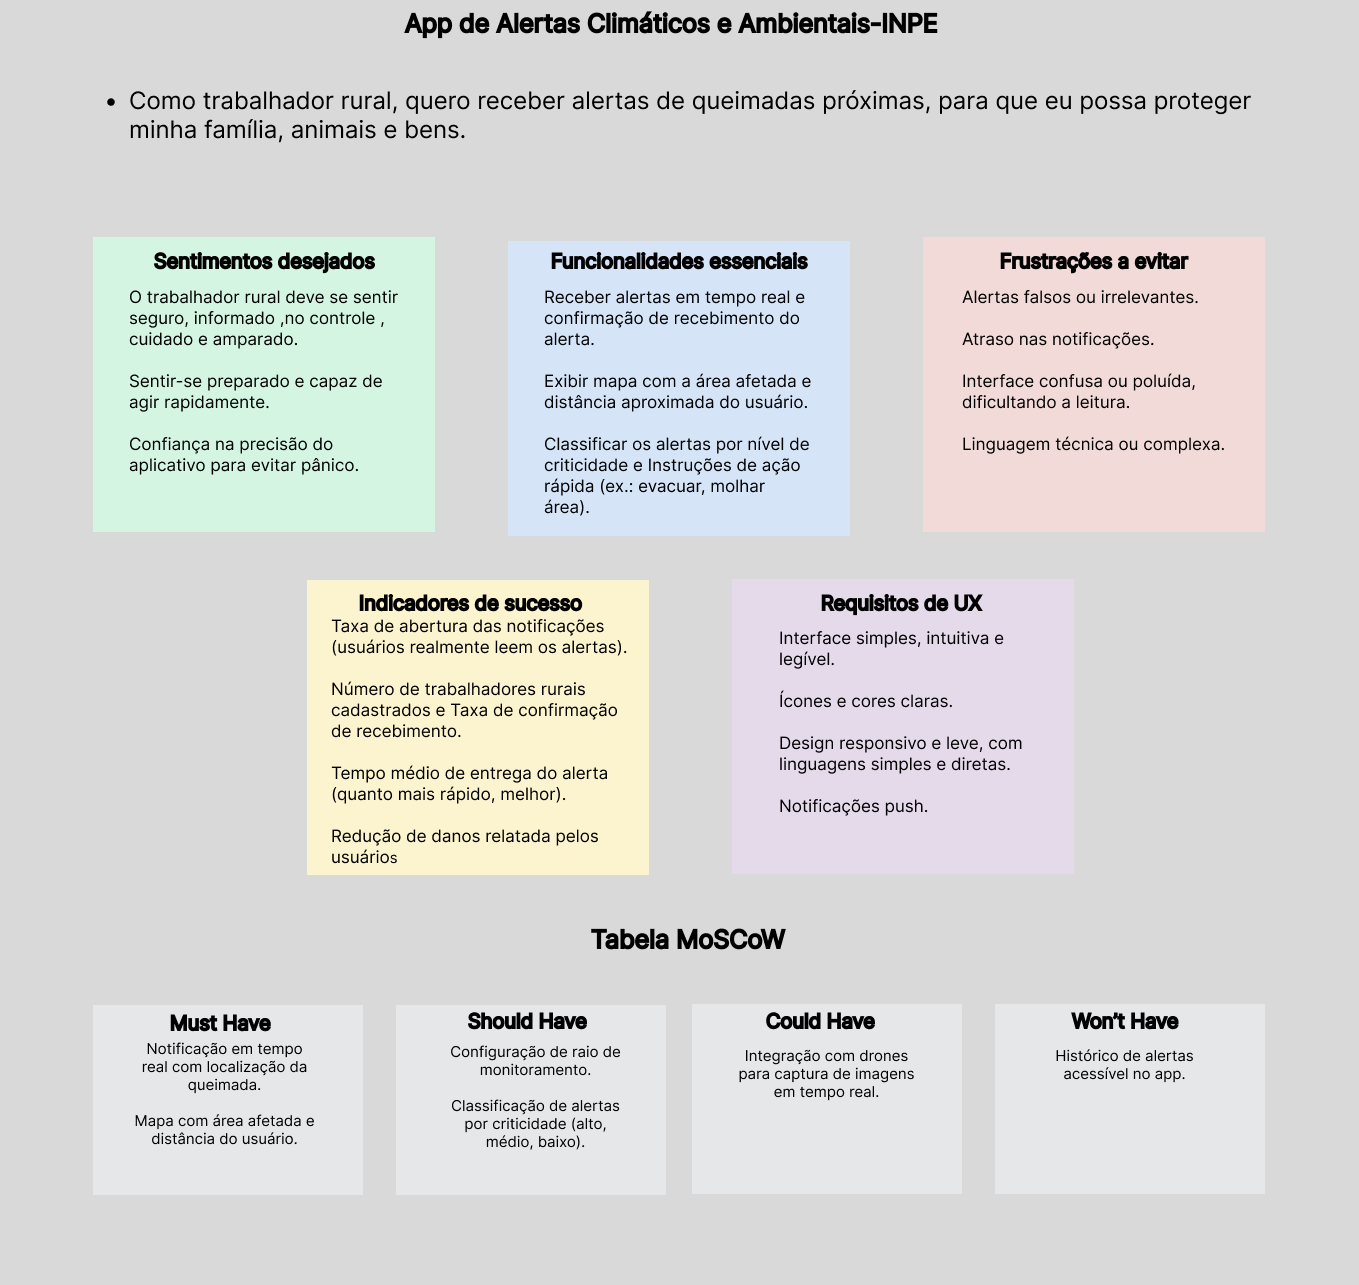 App de Alertas Climáticos e Ambientais-INPE
• Como trabalhador rural, quero receber alertas de queimadas próximas, para que eu possa proteger
minha família, animais e bens.
Sentimentos desejados
O trabalhador rural deve se sentir
seguro, informado ,no controle ,
cuidado e amparado.
Sentir-se preparado e capaz de
agir rapidamente.
Confiança na precisão do
aplicativo para evitar pânico.
Funcionalidades essenciais
Receber alertas em tempo real e
confirmação de recebimento do
alerta.
Exibir mapa com a área afetada e
distância aproximada do usuário.
Classificar os alertas por nível de
criticidade e Instruções de ação
rápida (ex.: evacuar, molhar
área).
Frustrações a evitar
Alertas falsos ou irrelevantes.
Atraso nas notificações.
Interface confusa ou poluída,
dificultando a leitura.
Linguagem técnica ou complexa.
Indicadores de sucesso
Taxa de abertura das notificações
(usuários realmente leem os alertas).
Número de trabalhadores rurais
cadastrados e Taxa de confirmação
de recebimento.
Tempo médio de entrega do alerta
(quanto mais rápido, melhor).
Redução de danos relatada pelos
usuários
Requisitos de UX
Interface simples, intuitiva e
legível.
Ícones e cores claras.
Design responsivo e leve, com
linguagens simples e diretas.
Notificações push.
Tabela MoSCoW
Must Have
Notificação em tempo
real com localização da
queimada.
Mapa com área afetada e
distância do usuário.
Should Have
Configuração de raio de
monitoramento.
Classificação de alertas
por criticidade (alto,
médio, baixo).
Could Have
Integração com drones
para captura de imagens
em tempo real.
Won’t Have
Histórico de alertas
acessível no app.